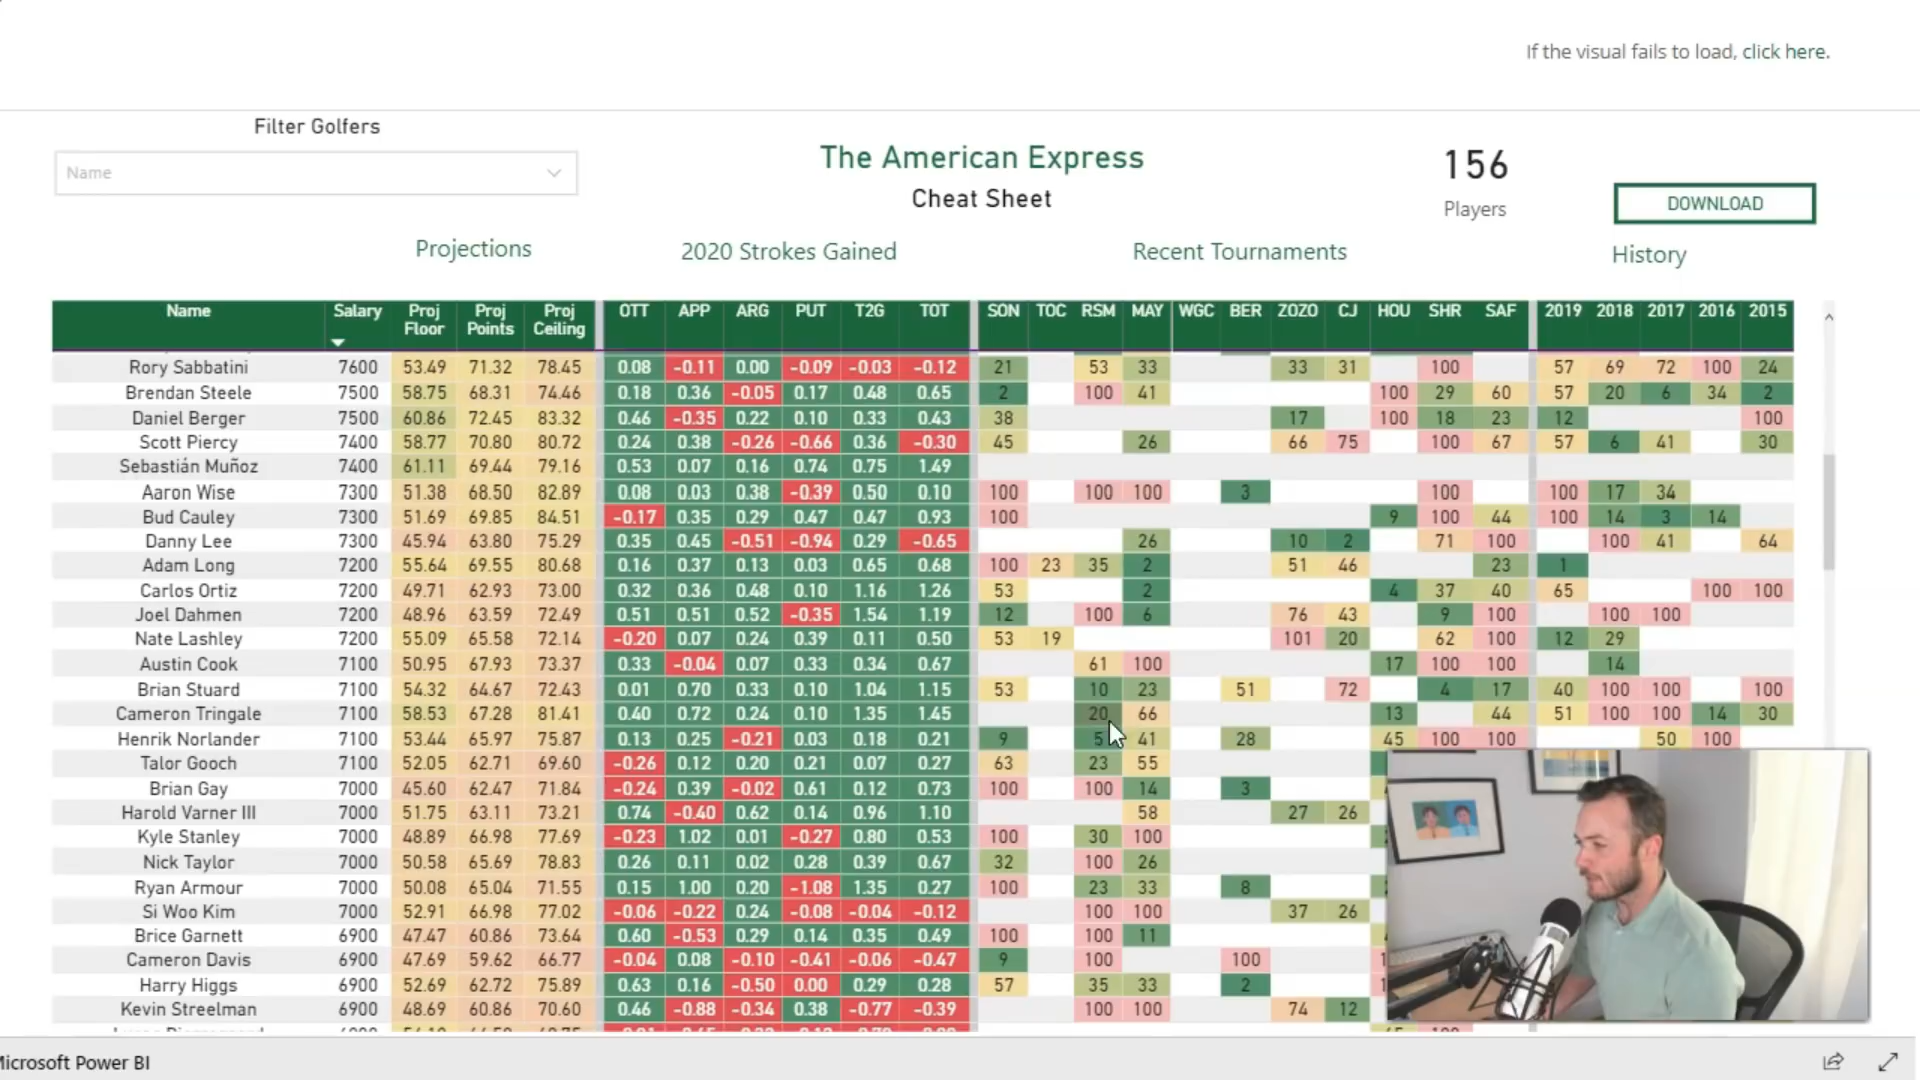 If the visual fails to load, click here.
Filter Golfers
Name
The American Express
Cheat Sheet
156
Players
DOWNLOAD
Projections 2020 Strokes Gained Recent Tournaments History
Name Salary Proj Floor Proj Points Proj Ceiling OTT APP ARG PUT T2G TOT SON TOC RSM MAY WGC BER ZOZO CJ HOU SHR SAF 2019 2018 2017 2016 2015
Rory Sabbatini 7600 53.49 71.32 78.45 0.08 -0.11 0.00 -0.09 -0.03 -0.12 21 53 33 33 31 100 57 69 72 100 24
Brendan Steele 7500 58.75 68.31 74.46 0.18 0.36 -0.05 0.17 0.48 0.65 2 100 41 100 29 60 57 20 6 34 2
Daniel Berger 7500 60.86 72.45 83.32 0.46 -0.35 0.22 0.10 0.33 0.43 38 17 100 18 23 12 100
Scott Piercy 7400 58.77 70.80 80.72 0.24 0.38 -0.26 -0.66 0.36 -0.30 45 26 66 75 100 67 57 6 41 30
Sebastián Muñoz 7400 61.11 69.44 79.16 0.53 0.07 0.16 0.74 0.75 1.49
Aaron Wise 7300 51.38 68.50 82.89 0.08 0.03 0.38 -0.39 0.50 0.10 100 100 100 3 100 100 17 34
Bud Cauley 7300 51.69 69.85 84.51 -0.17 0.35 0.29 0.47 0.47 0.93 100 9 100 44 100 14 3 14
Danny Lee 7300 45.94 63.80 75.29 0.35 0.45 -0.51 -0.94 0.29 -0.65 26 10 2 71 100 100 41 64
Adam Long 7200 55.64 69.55 80.68 0.16 0.37 0.13 0.03 0.65 0.68 100 23 35 2 51 46 23 1
Carlos Ortiz 7200 49.71 62.93 73.00 0.32 0.36 0.48 0.10 1.16 1.26 53 2 4 37 40 65 100 100
Joel Dahmen 7200 48.96 63.59 72.49 0.51 0.51 0.52 -0.35 1.54 1.19 12 100 6 76 43 9 100 100 100
Nate Lashley 7200 55.09 65.58 72.14 -0.20 0.07 0.24 0.39 0.11 0.50 53 19 101 20 62 100 12 29
Austin Cook 7100 50.95 67.93 73.37 0.33 -0.04 0.07 0.33 0.34 0.67 61 100 17 100 100 14
Brian Stuard 7100 54.32 64.67 72.43 0.01 0.70 0.33 0.10 1.04 1.15 53 10 23 51 72 4 17 40 100 100 100
Cameron Tringale 7100 58.53 67.28 81.41 0.40 0.72 0.24 0.10 1.35 1.45 20 66 13 44 51 100 100 14 30
Henrik Norlander 7100 53.44 65.97 75.87 0.13 0.25 -0.21 0.03 0.18 0.21 9 5 41 28 45 100 100 50 100
Talor Gooch 7100 52.05 62.71 69.60 -0.26 0.12 0.20 0.21 0.07 0.27 63 23 55
Brian Gay 7000 45.60 62.47 71.84 -0.24 0.39 -0.02 0.61 0.12 0.73 100 100 14 3
Harold Varner III 7000 51.75 63.11 73.21 0.74 -0.40 0.62 0.14 0.96 1.10 58 27 26
Kyle Stanley 7000 48.89 66.98 77.69 -0.23 1.02 0.01 -0.27 0.80 0.53 100 30 100
Nick Taylor 7000 50.58 65.69 78.83 0.26 0.11 0.02 0.28 0.39 0.67 32 100 26
Ryan Armour 7000 50.08 65.04 71.55 0.15 1.00 0.20 -1.08 1.35 0.27 100 23 33 8
Si Woo Kim 7000 52.91 66.98 77.02 -0.06 -0.22 0.24 -0.08 -0.04 -0.12 100 100 37 26
Brice Garnett 6900 47.47 60.86 73.64 0.60 -0.53 0.29 0.14 0.35 0.49 100 100 11
Cameron Davis 6900 47.69 59.62 66.77 -0.04 0.08 -0.10 -0.41 -0.06 -0.47 9 100 100
Harry Higgs 6900 52.69 62.72 75.89 0.63 0.16 -0.50 0.00 0.29 0.28 57 35 33 2
Kevin Streelman 6900 48.69 60.86 70.60 0.46 -0.88 -0.34 0.38 -0.77 -0.39 100 100 74 12
Microsoft Power BI